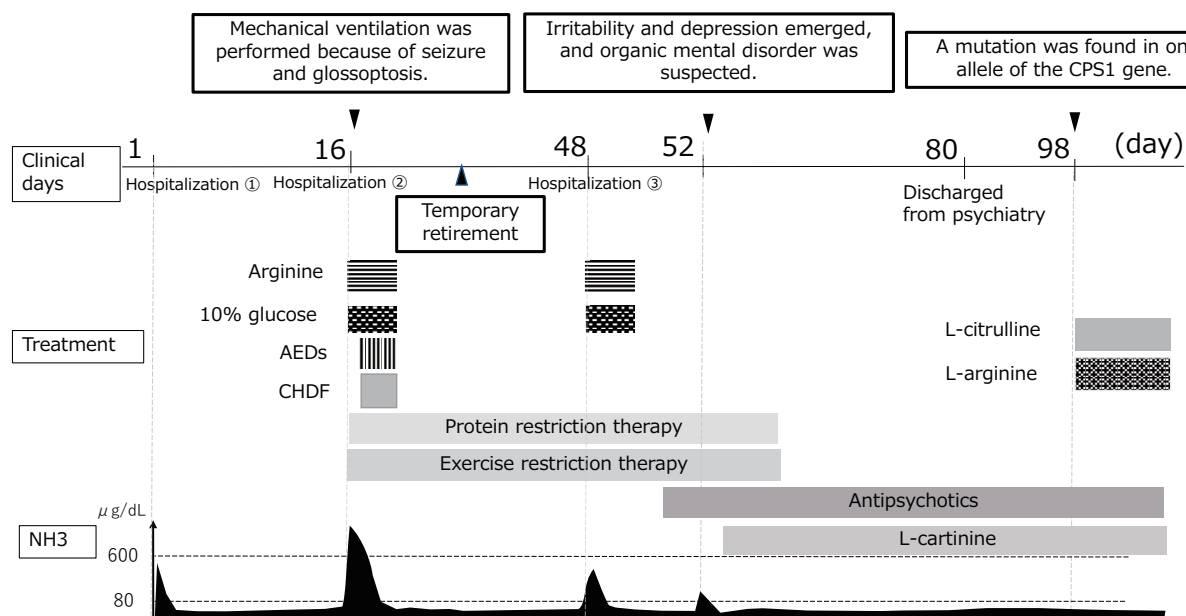 Mechanical ventilation was
performed because of seizure
and glossoptosis.
Irritability and depression emerged,
and organic mental disorder was
suspected.
A mutation was found in on
allele of the CPS1 gene.
Clinical
days
1
16
48
52
80
98
(day)
Hospitalization ①
Hospitalization ②
Hospitalization ③
Discharged
from psychiatry
Temporary
retirement
Treatment
Arginine
10% glucose
AEDs
CHDF
L-citrulline
L-arginine
Protein restriction therapy
Exercise restriction therapy
Antipsychotics
L-cartinine
NH3
μg/dL
600
80